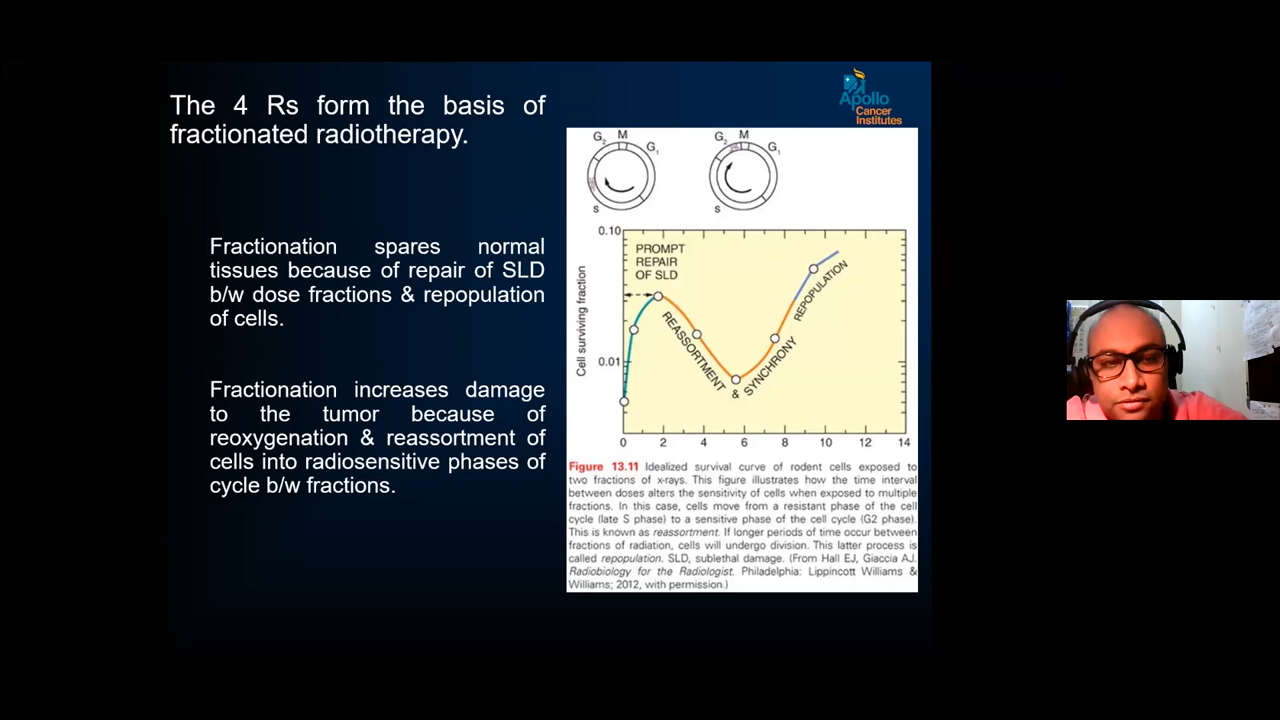 The 4 Rs form the basis of
fractionated radiotherapy.
Fractionation spares normal
tissues because of repair of SLD
b/w dose fractions & repopulation
of cells.
Fractionation increases damage
to the tumor because of
reoxygenation & reassortment of
cells into radiosensitive phases of
cycle b/w fractions.
Apollo
Cancer
Institutes
G2 M G1
S
G2 M G1
S
0.10
0.01
Cell surviving fraction
PROMPT
REPAIR
OF SLD
REASSORTMENT
&
SYNCHRONY
REPOPULATION
0 2 4 6 8 10 12 14
Figure 13.11 Idealized survival curve of rodent cells exposed to
two fractions of x-rays. This figure illustrates how the time interval
between doses alters the sensitivity of cells when exposed to multiple
fractions. In this case, cells move from a resistant phase of the cell
cycle (late S phase) to a sensitive phase of the cell cycle (G2 phase).
This is known as reassortment. If longer periods of time occur between
fractions of radiation, cells will undergo division. This latter process is
called repopulation. SLD, sublethal damage. (From Hall EJ, Giaccia AJ.
Radiobiology for the Radiologist. Philadelphia: Lippincott Williams &
Williams; 2012, with permission.)